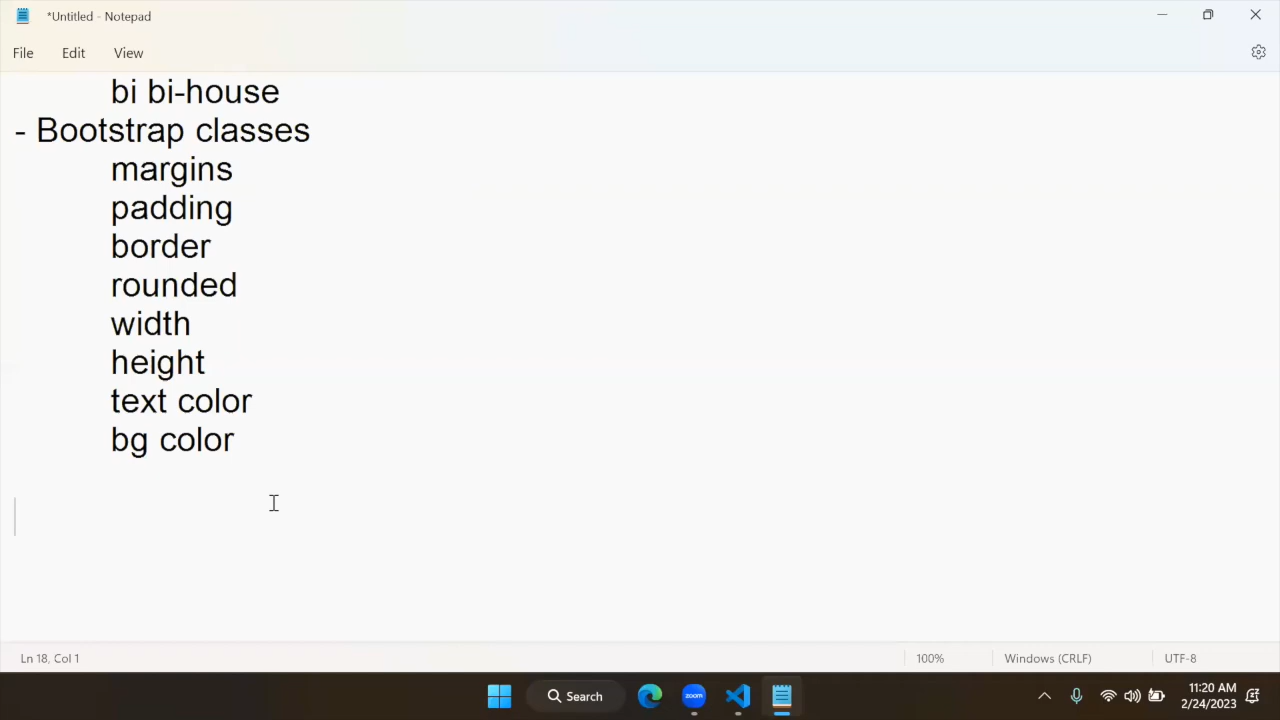 *Untitled - Notepad
File Edit View
bi bi-house
- Bootstrap classes
margins
padding
border
rounded
width
height
text color
bg color
Ln 18, Col 1
100%
Windows (CRLF)
UTF-8
Search
zoom
11:20 AM
2/24/2023